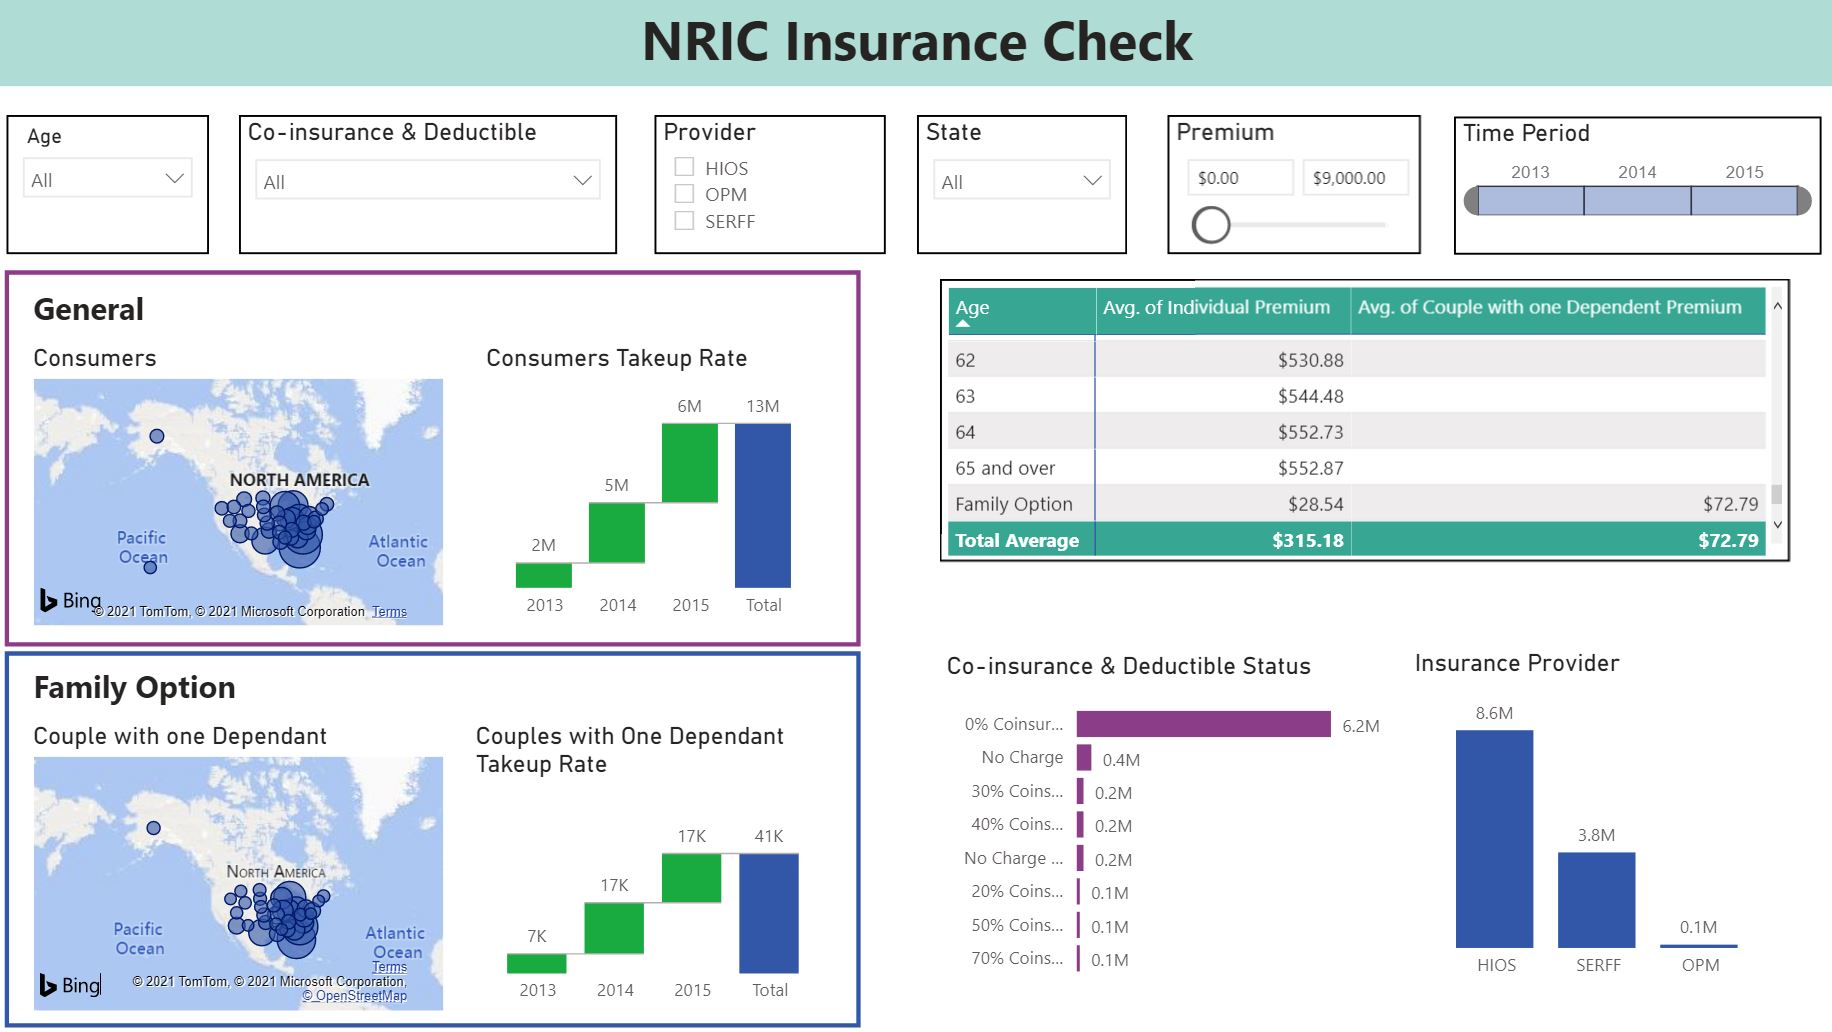 NRIC Insurance Check
Age
All
Co-insurance & Deductible
All
Provider
HIOS
OPM
SERFF
State
All
Premium
$0.00 $9,000.00
Time Period
2013 2014 2015
General
Consumers
NORTH AMERICA
Pacific
Ocean
Atlantic
Ocean
Bing
© 2021 TomTom, © 2021 Microsoft Corporation Terms
Consumers Takeup Rate
6M 13M
5M
2M
2013 2014 2015 Total
Age Avg. of Individual Premium Avg. of Couple with one Dependent Premium
62 $530.88
63 $544.48
64 $552.73
65 and over $552.87
Family Option $28.54 $72.79
Total Average $315.18 $72.79
Family Option
Couple with one Dependant
NORTH AMERICA
Pacific
Ocean
Atlantic
Ocean
Terms
Bing
© 2021 TomTom, © 2021 Microsoft Corporation,
© OpenStreetMap
Couples with One Dependant
Takeup Rate
17K 41K
17K
7K
2013 2014 2015 Total
Co-insurance & Deductible Status
0% Coinsur... 6.2M
No Charge 0.4M
30% Coins... 0.2M
40% Coins... 0.2M
No Charge ... 0.2M
20% Coins... 0.1M
50% Coins... 0.1M
70% Coins... 0.1M
Insurance Provider
8.6M
3.8M
0.1M
HIOS SERFF OPM